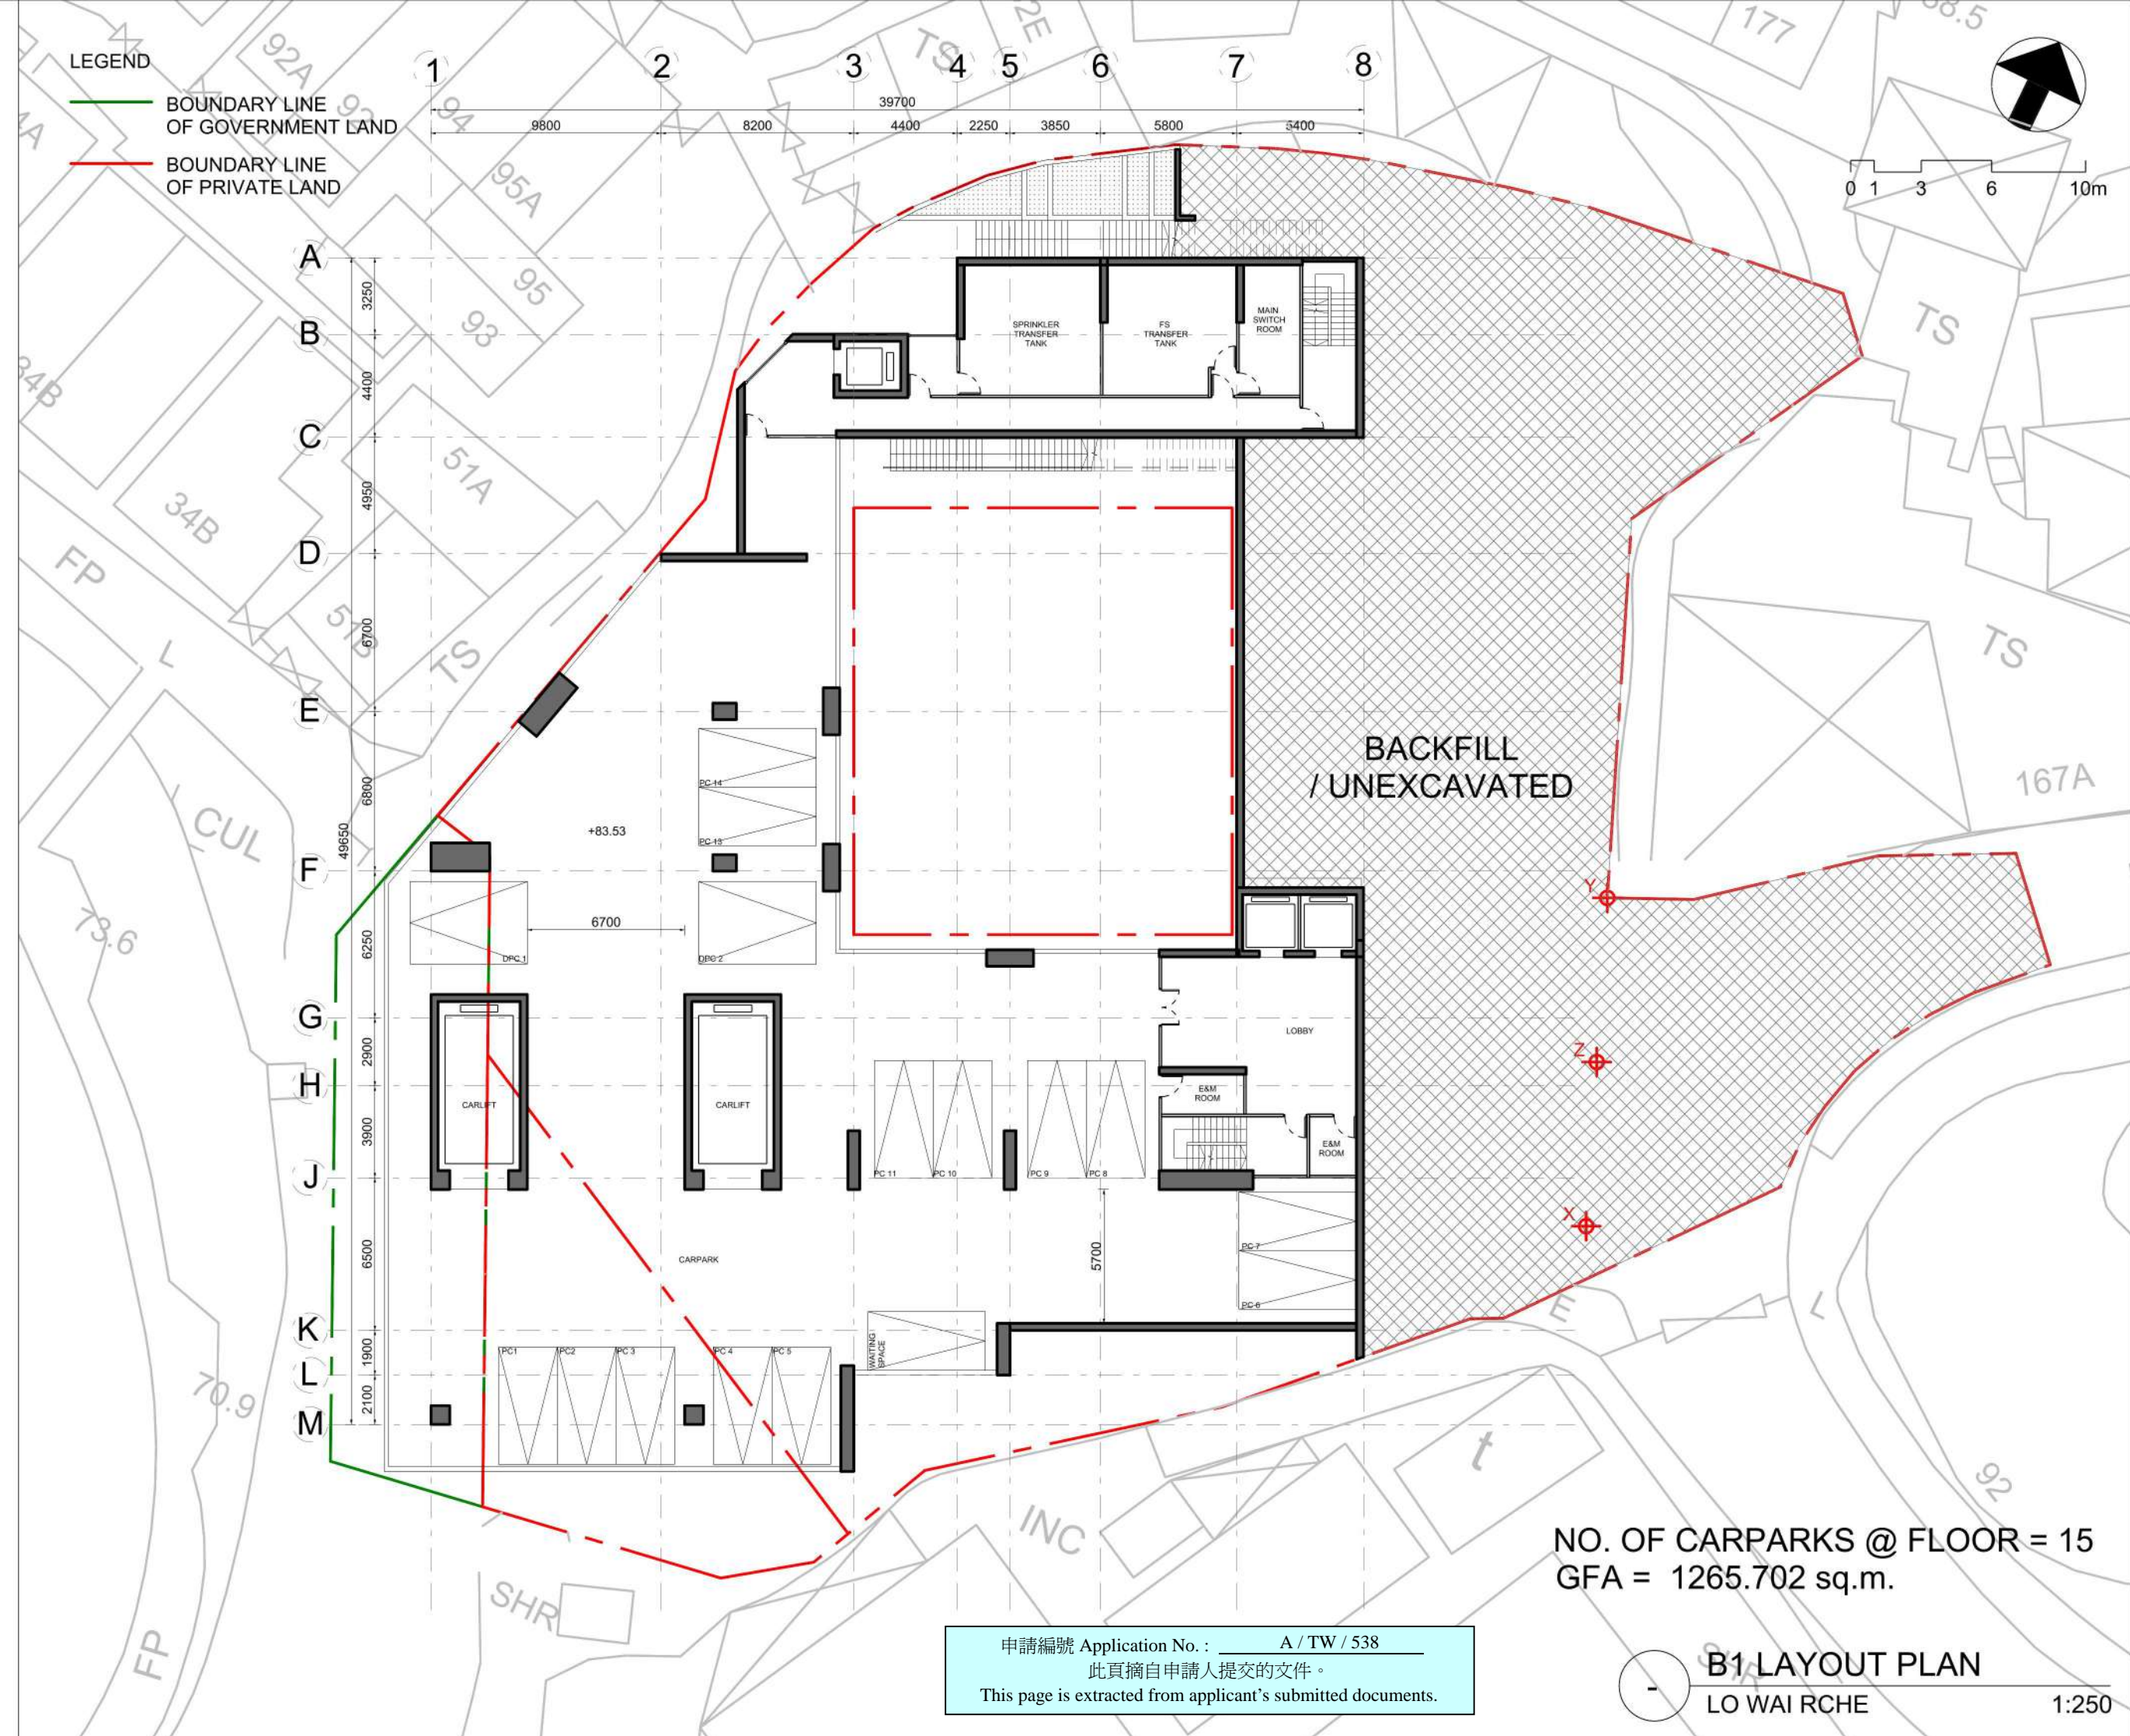 LEGEND
BOUNDARY LINE
OF GOVERNMENT LAND
BOUNDARY LINE
OF PRIVATE LAND
1 2 3 4 5 6 7 8
39700
9800 8200 4400 2250 3850 5800 5400
0 1 3 6 10m
A
B
C
D
E
F
G
H
J
K
L
M
3250
4400
4950
6700
6800
49650
6250
2900
3900
6500
1900
2100
SPRINKLER
TRANSFER
TANK
FS
TRANSFER
TANK
MAIN
SWITCH
ROOM
BACKFILL
/ UNEXCAVATED
PC 14
PC 13
+83.53
6700
DPC 1
DPC 2
CARLIFT
CARLIFT
LOBBY
E&M
ROOM
E&M
ROOM
PC 11
PC 10
PC 9
PC 8
PC 7
PC 6
5700
CARPARK
WAITING
SPACE
PC1
PC2
PC 3
PC 4
PC 5
Y
Z
X
92A
92
94
95A
95
93
34B
34B
51A
51B
FP
L
TS
CUL
73.6
70.9
FP
SHR
INC
t
E
L
92
SHR
TS
177
TS
TS
167A
NO. OF CARPARKS @ FLOOR = 15
GFA = 1265.702 sq.m.
申請編號 Application No. : A / TW / 538
此頁摘自申請人提交的文件。
This page is extracted from applicant's submitted documents.
-
B1 LAYOUT PLAN
LO WAI RCHE 1:250